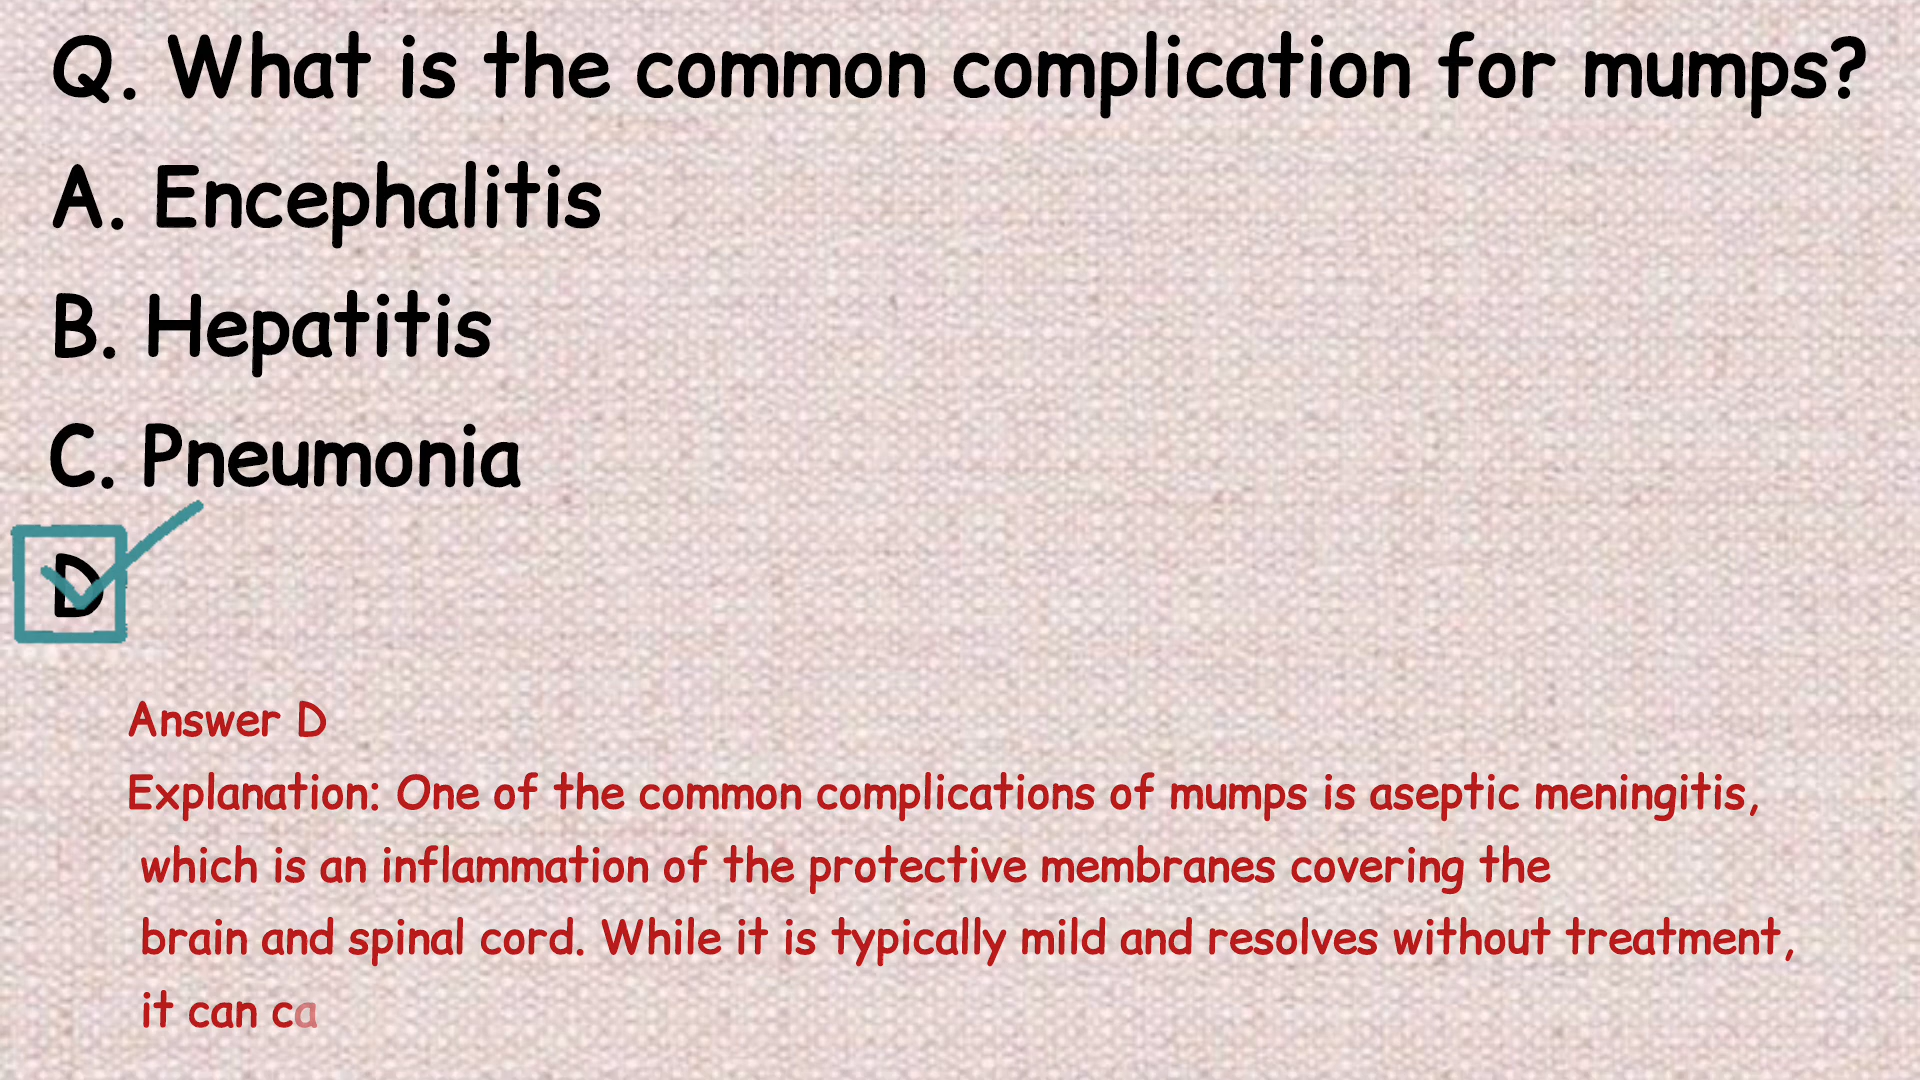 Q. What is the common complication for mumps?
A. Encephalitis
B. Hepatitis
C. Pneumonia
D
Answer D
Explanation: One of the common complications of mumps is aseptic meningitis,
which is an inflammation of the protective membranes covering the
brain and spinal cord. While it is typically mild and resolves without treatment,
it can ca